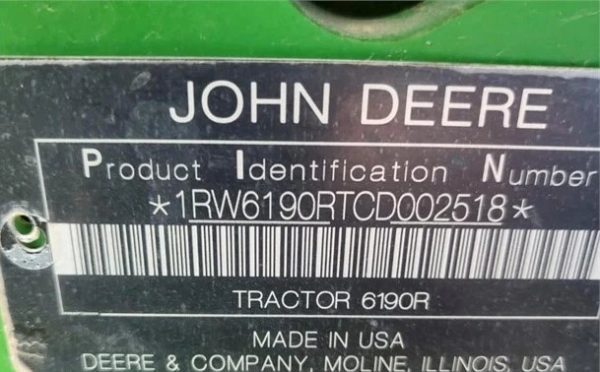 JOHN DEERE
Product Identification Number
*1RW6190RTCD002518*
TRACTOR 6190R
MADE IN USA
DEERE & COMPANY, MOLINE, ILLINOIS, USA